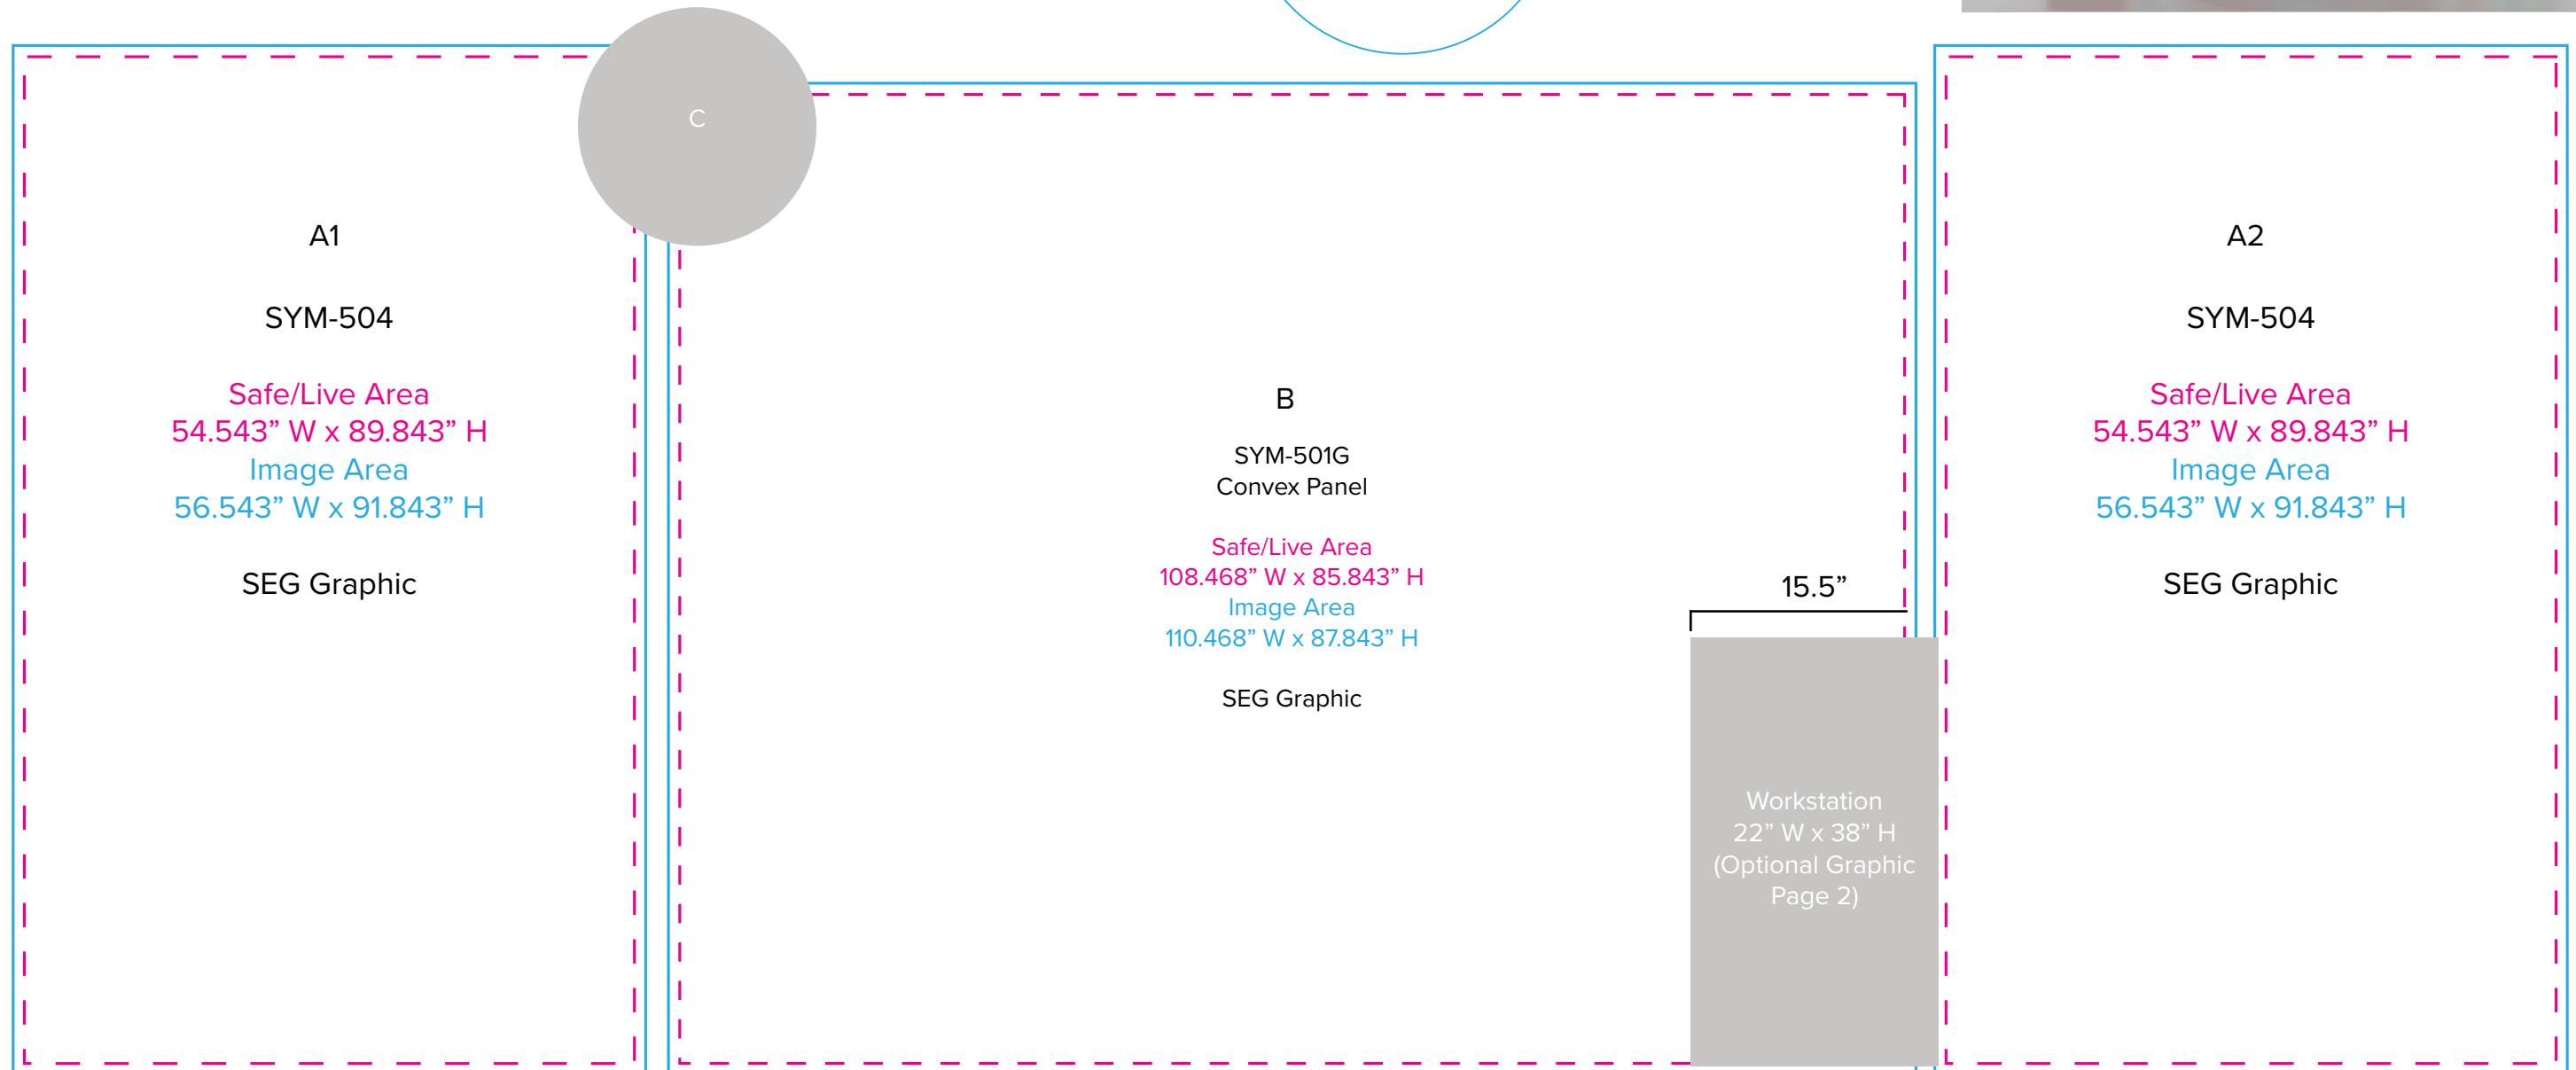 C
A1
SYM-504
Safe/Live Area
54.543” W x 89.843” H
Image Area
56.543” W x 91.843” H
SEG Graphic
B
SYM-501G
Convex Panel
Safe/Live Area
108.468” W x 85.843” H
Image Area
110.468” W x 87.843” H
SEG Graphic
15.5”
Workstation
22” W x 38” H
(Optional Graphic
Page 2)
A2
SYM-504
Safe/Live Area
54.543” W x 89.843” H
Image Area
56.543” W x 91.843” H
SEG Graphic